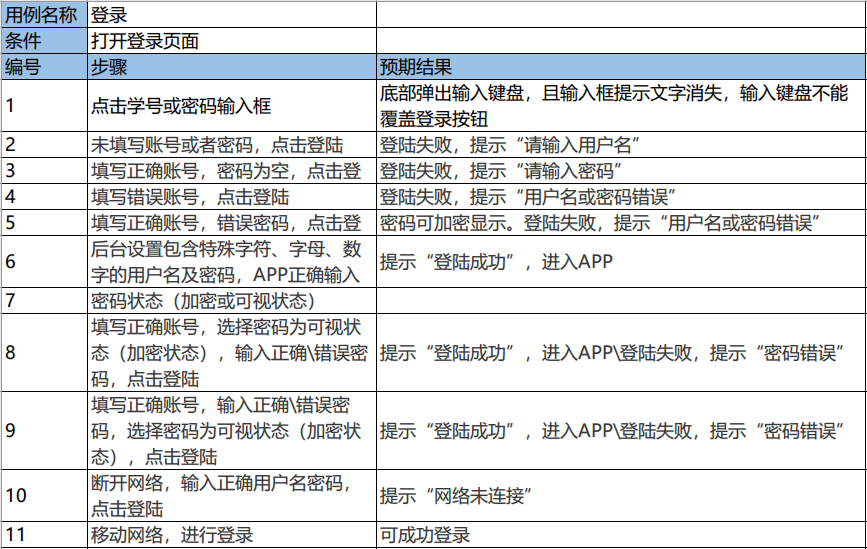 用例名称 登录
条件 打开登录页面
编号 步骤 预期结果
1 点击学号或密码输入框 底部弹出输入键盘，且输入框提示文字消失，输入键盘不能
覆盖登录按钮
2 未填写账号或者密码，点击登陆 登陆失败，提示“请输入用户名”
3 填写正确账号，密码为空，点击登 登陆失败，提示“请输入密码”
4 填写错误账号，点击登陆 登陆失败，提示“用户名或密码错误”
5 填写正确账号，错误密码，点击登 密码可加密显示。登陆失败，提示“用户名或密码错误”
6 后台设置包含特殊字符、字母、数
字的用户名及密码，APP正确输入 提示“登陆成功”，进入APP
7 密码状态（加密或可视状态）
8 填写正确账号，选择密码为可视状
态（加密状态），输入正确\错误密
码，点击登陆 提示“登陆成功”，进入APP\登陆失败，提示“密码错误”
9 填写正确账号，输入正确\错误密
码，选择密码为可视状态（加密状
态），点击登陆 提示“登陆成功”，进入APP\登陆失败，提示“密码错误”
10 断开网络，输入正确用户名密码，
点击登陆 提示“网络未连接”
11 移动网络，进行登录 可成功登录